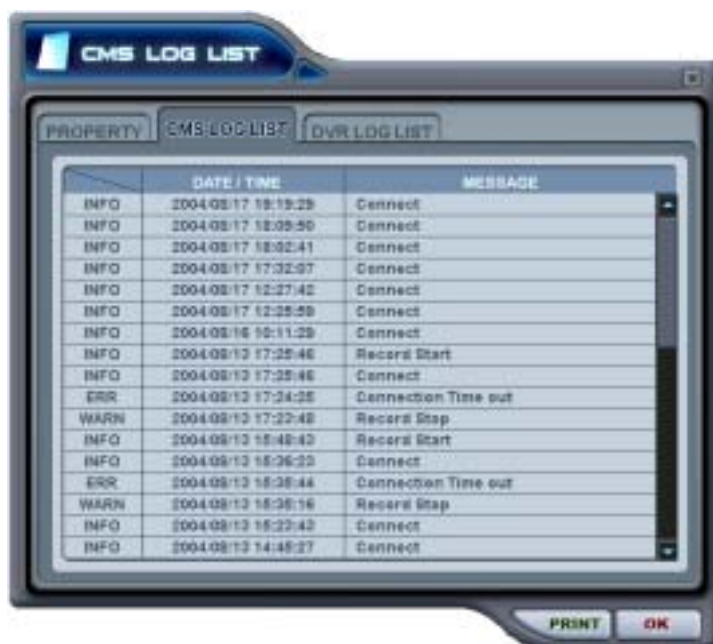 CMS LOG LIST
PROPERTY CMS LOG LIST DVR LOG LIST
DATE / TIME MESSAGE
INFO 2004/08/17 19:19:29 Connect
INFO 2004/08/17 18:09:50 Connect
INFO 2004/08/17 18:02:41 Connect
INFO 2004/08/17 17:32:07 Connect
INFO 2004/08/17 12:27:42 Connect
INFO 2004/08/17 12:25:59 Connect
INFO 2004/08/16 10:11:29 Connect
INFO 2004/08/13 17:25:46 Record Start
INFO 2004/08/13 17:25:46 Connect
ERR 2004/08/13 17:24:25 Connection Time out
WARN 2004/08/13 17:23:48 Record Stop
INFO 2004/08/13 15:48:43 Record Start
INFO 2004/08/13 15:36:23 Connect
ERR 2004/08/13 15:35:44 Connection Time out
WARN 2004/08/13 15:35:16 Record Stop
INFO 2004/08/13 15:23:43 Connect
INFO 2004/08/13 14:45:27 Connect
PRINT OK